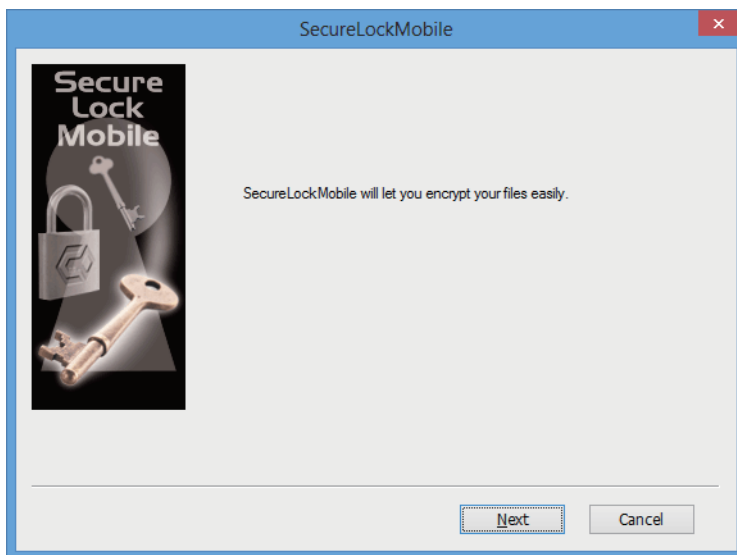 SecureLockMobile
Secure
Lock
Mobile
SecureLockMobile will let you encrypt your files easily.
Next
Cancel